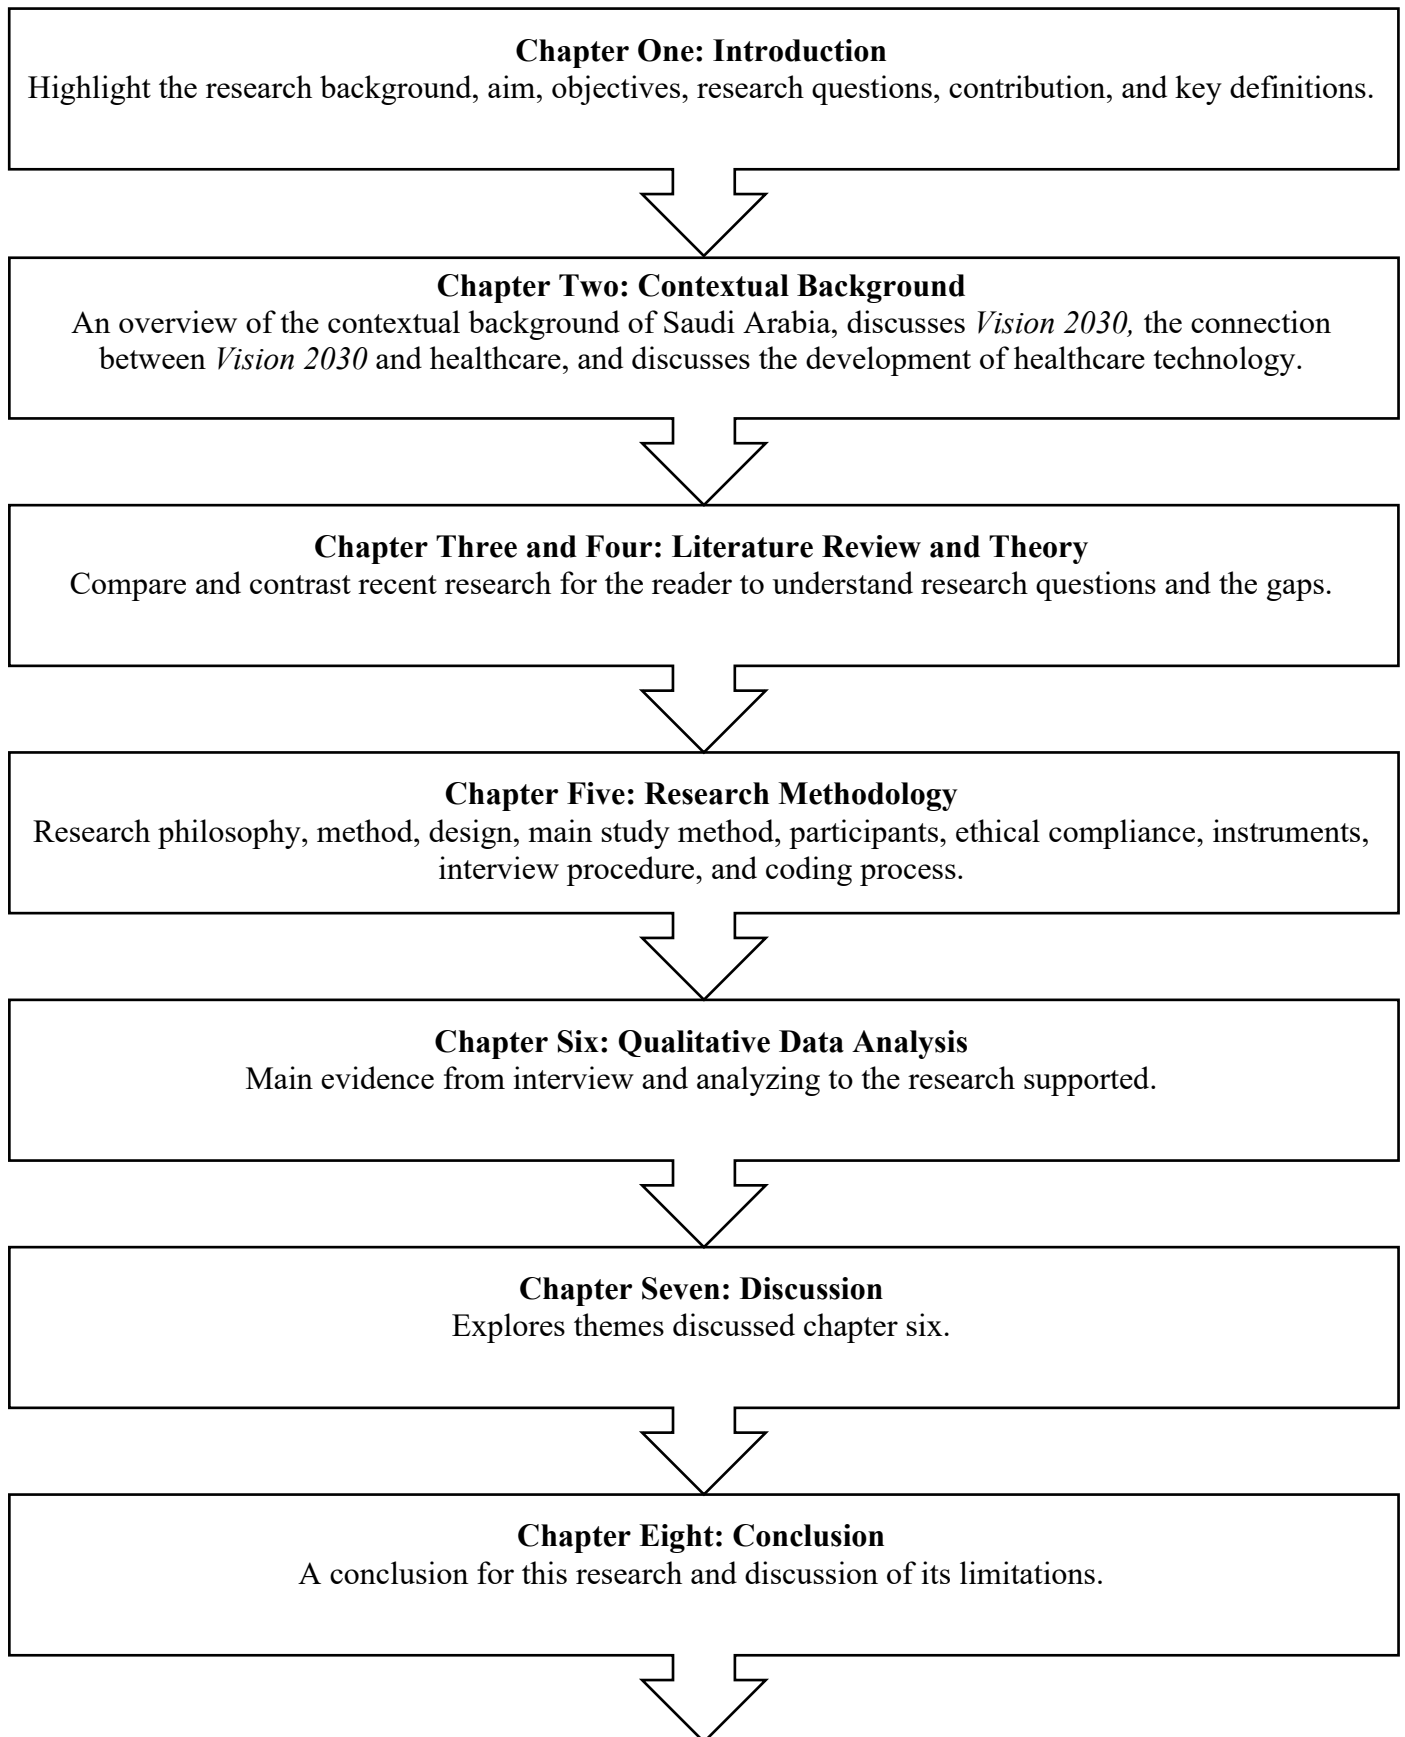 Chapter One: Introduction
Highlight the research background, aim, objectives, research questions, contribution, and key definitions.
Chapter Two: Contextual Background
An overview of the contextual background of Saudi Arabia, discusses Vision 2030, the connection
between Vision 2030 and healthcare, and discusses the development of healthcare technology.
Chapter Three and Four: Literature Review and Theory
Compare and contrast recent research for the reader to understand research questions and the gaps.
Chapter Five: Research Methodology
Research philosophy, method, design, main study method, participants, ethical compliance, instruments,
interview procedure, and coding process.
Chapter Six: Qualitative Data Analysis
Main evidence from interview and analyzing to the research supported.
Chapter Seven: Discussion
Explores themes discussed chapter six.
Chapter Eight: Conclusion
A conclusion for this research and discussion of its limitations.